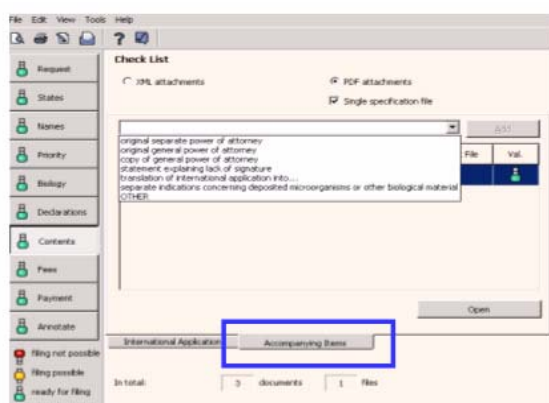 File Edit View Tools Help
Check List
Request
XML attachments
PDF attachments
States
Single specification file
Names
Add
original separate power of attorney
original general power of attorney
copy of general power of attorney
statement explaining lack of signature
translation of international application into...
separate indications concerning deposited microorganisms or other biological material
OTHER
File Val.
Priority
Biology
Declarations
Contents
Fees
Payment
Open
Annotate
International Application
Accompanying Items
filing not possible
filing possible
ready for filing
In total: 3 documents 1 files